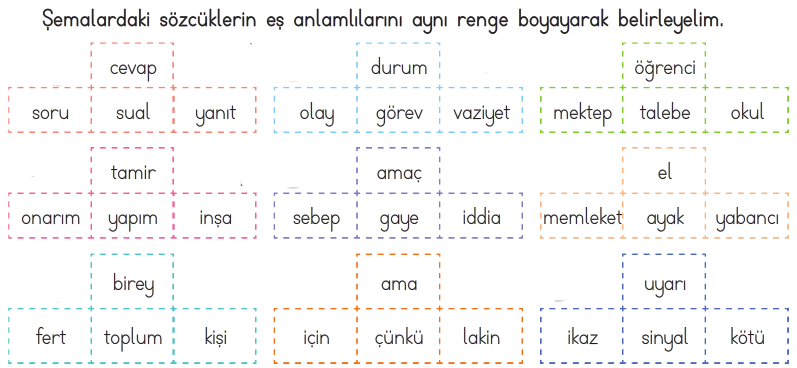 Şemalardaki sözcüklerin eş anlamlılarını aynı renge boyayarak belirleyelim.
cevap durum öğrenci
soru sual yanıt olay görev vaziyet mektep talebe okul
tamir amaç el
onarım yapım inşa sebep gaye iddia memleket ayak yabancı
birey ama uyarı
fert toplum kişi için çünkü lakin ikaz sinyal kötü